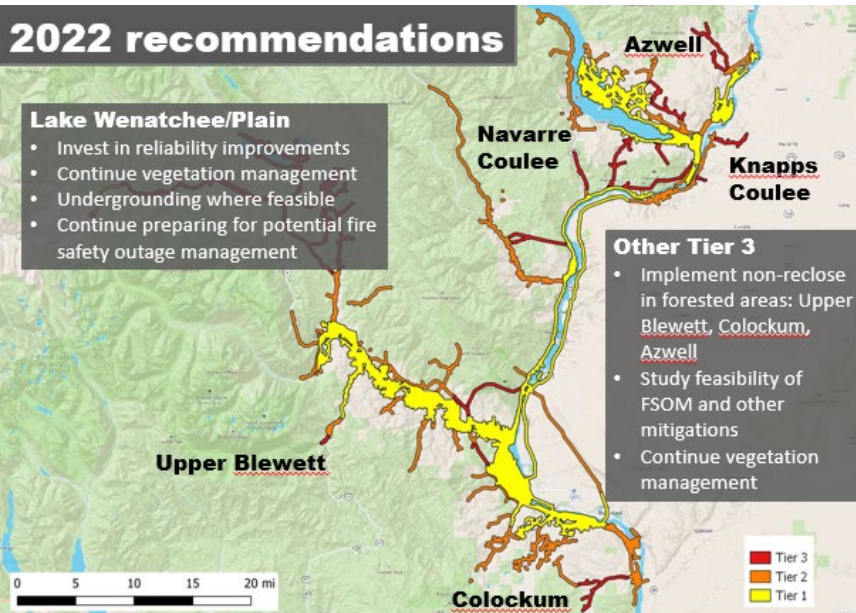 2022 recommendations
Lake Wenatchee/Plain
• Invest in reliability improvements
• Continue vegetation management
• Undergrounding where feasible
• Continue preparing for potential fire
safety outage management
Azwell
Navarre
Coulee
Knapps
Coulee
Other Tier 3
• Implement non-reclose
in forested areas: Upper
Blewett, Colockum,
Azwell
• Study feasibility of
FSOM and other
mitigations
• Continue vegetation
management
Upper Blewett
Colockum
0 5 10 15 20 mi
Tier 3
Tier 2
Tier 1